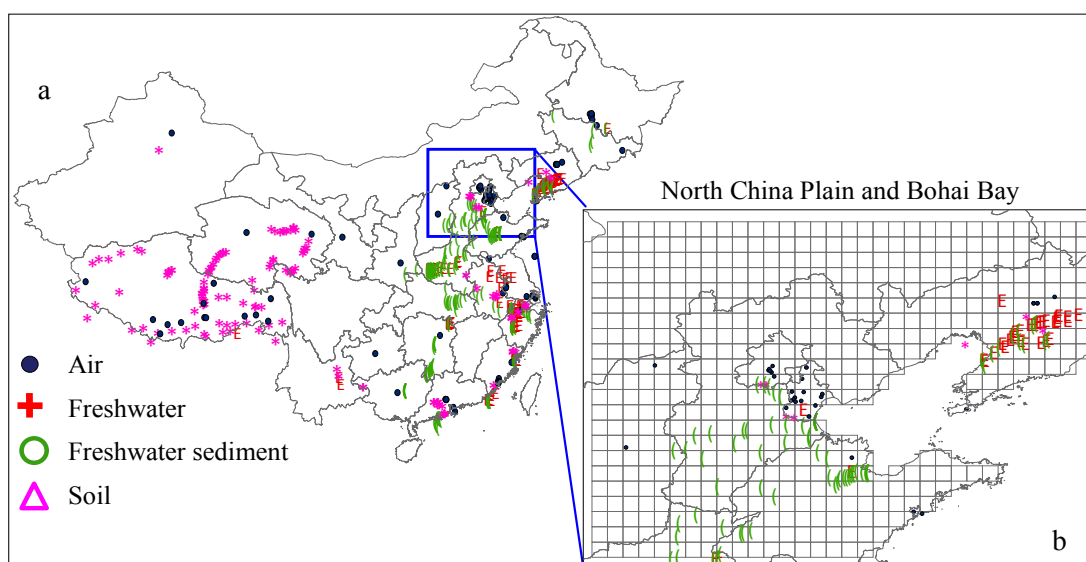 a
North China Plain and Bohai Bay
Air
Freshwater
Freshwater sediment
Soil
b